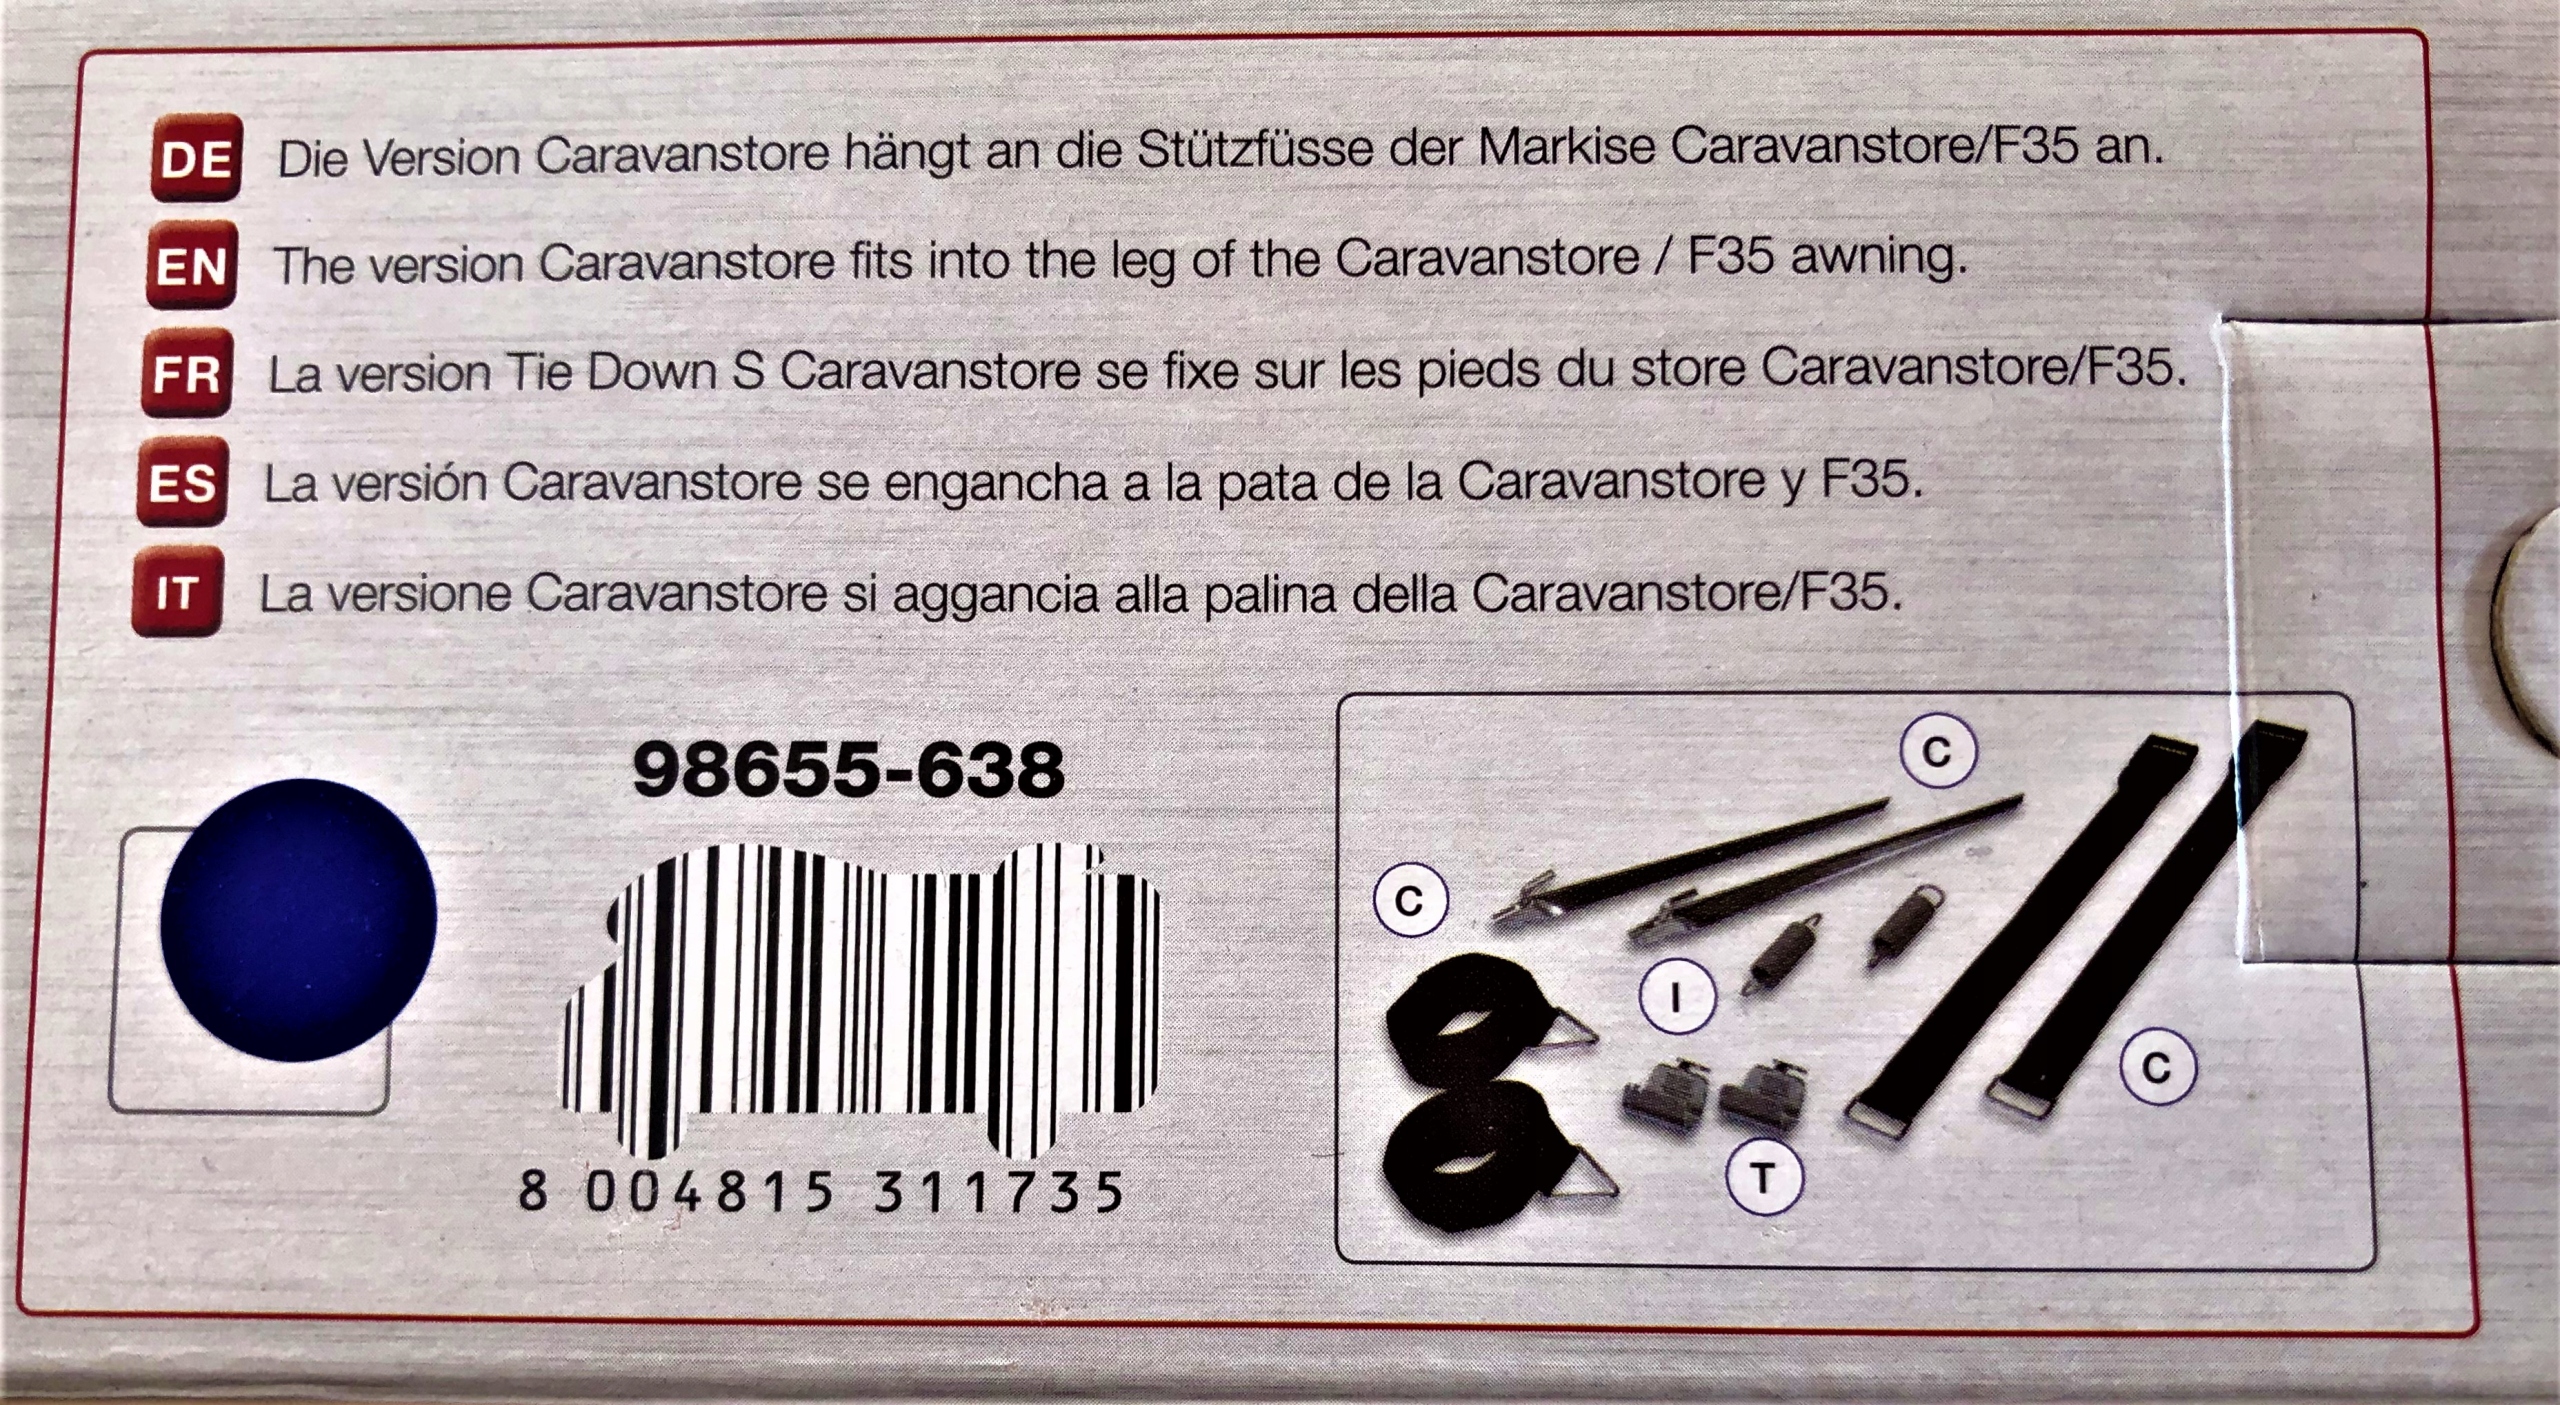 DE Die Version Caravanstore hängt an die Stützfüsse der Markise Caravanstore/F35 an.
EN The version Caravanstore fits into the leg of the Caravanstore / F35 awning.
FR La version Tie Down S Caravanstore se fixe sur les pieds du store Caravanstore/F35.
ES La versión Caravanstore se engancha a la pata de la Caravanstore y F35.
IT La versione Caravanstore si aggancia alla palina della Caravanstore/F35.
98655-638
8 004815 311735
C
C
I
C
T